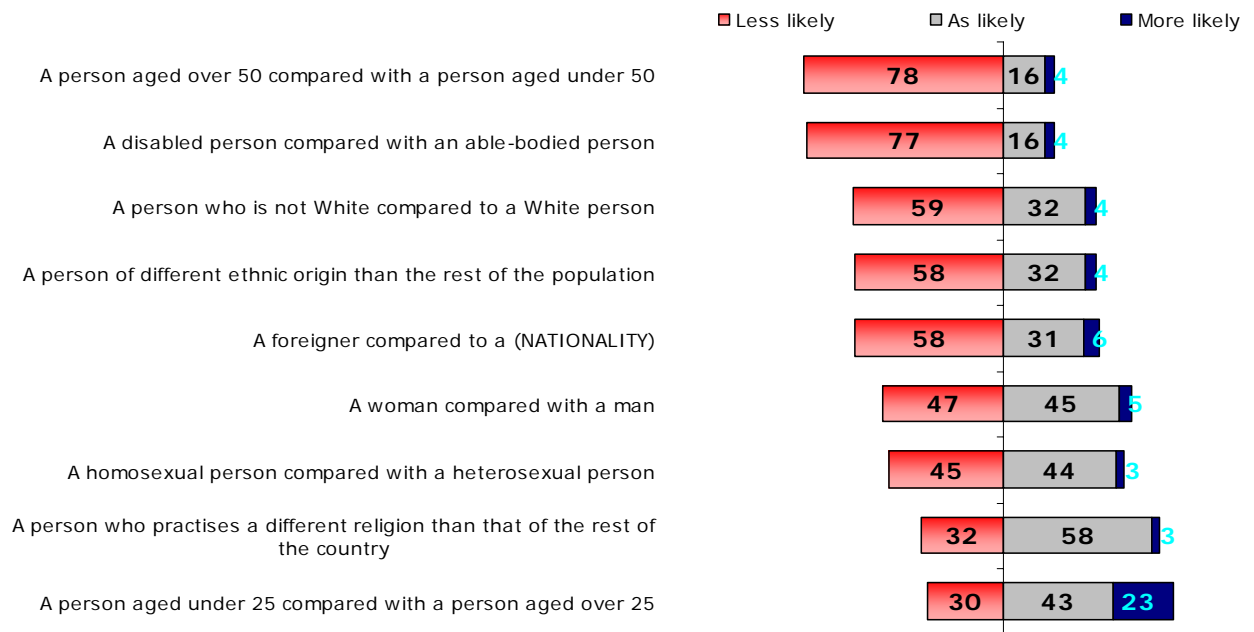 Less likely As likely More likely
A person aged over 50 compared with a person aged under 50 78 16 4
A disabled person compared with an able-bodied person 77 16 4
A person who is not White compared to a White person 59 32 4
A person of different ethnic origin than the rest of the population 58 32 4
A foreigner compared to a (NATIONALITY) 58 31 6
A woman compared with a man 47 45 5
A homosexual person compared with a heterosexual person 45 44 3
A person who practises a different religion than that of the rest of
the country 32 58 3
A person aged under 25 compared with a person aged over 25 30 43 23